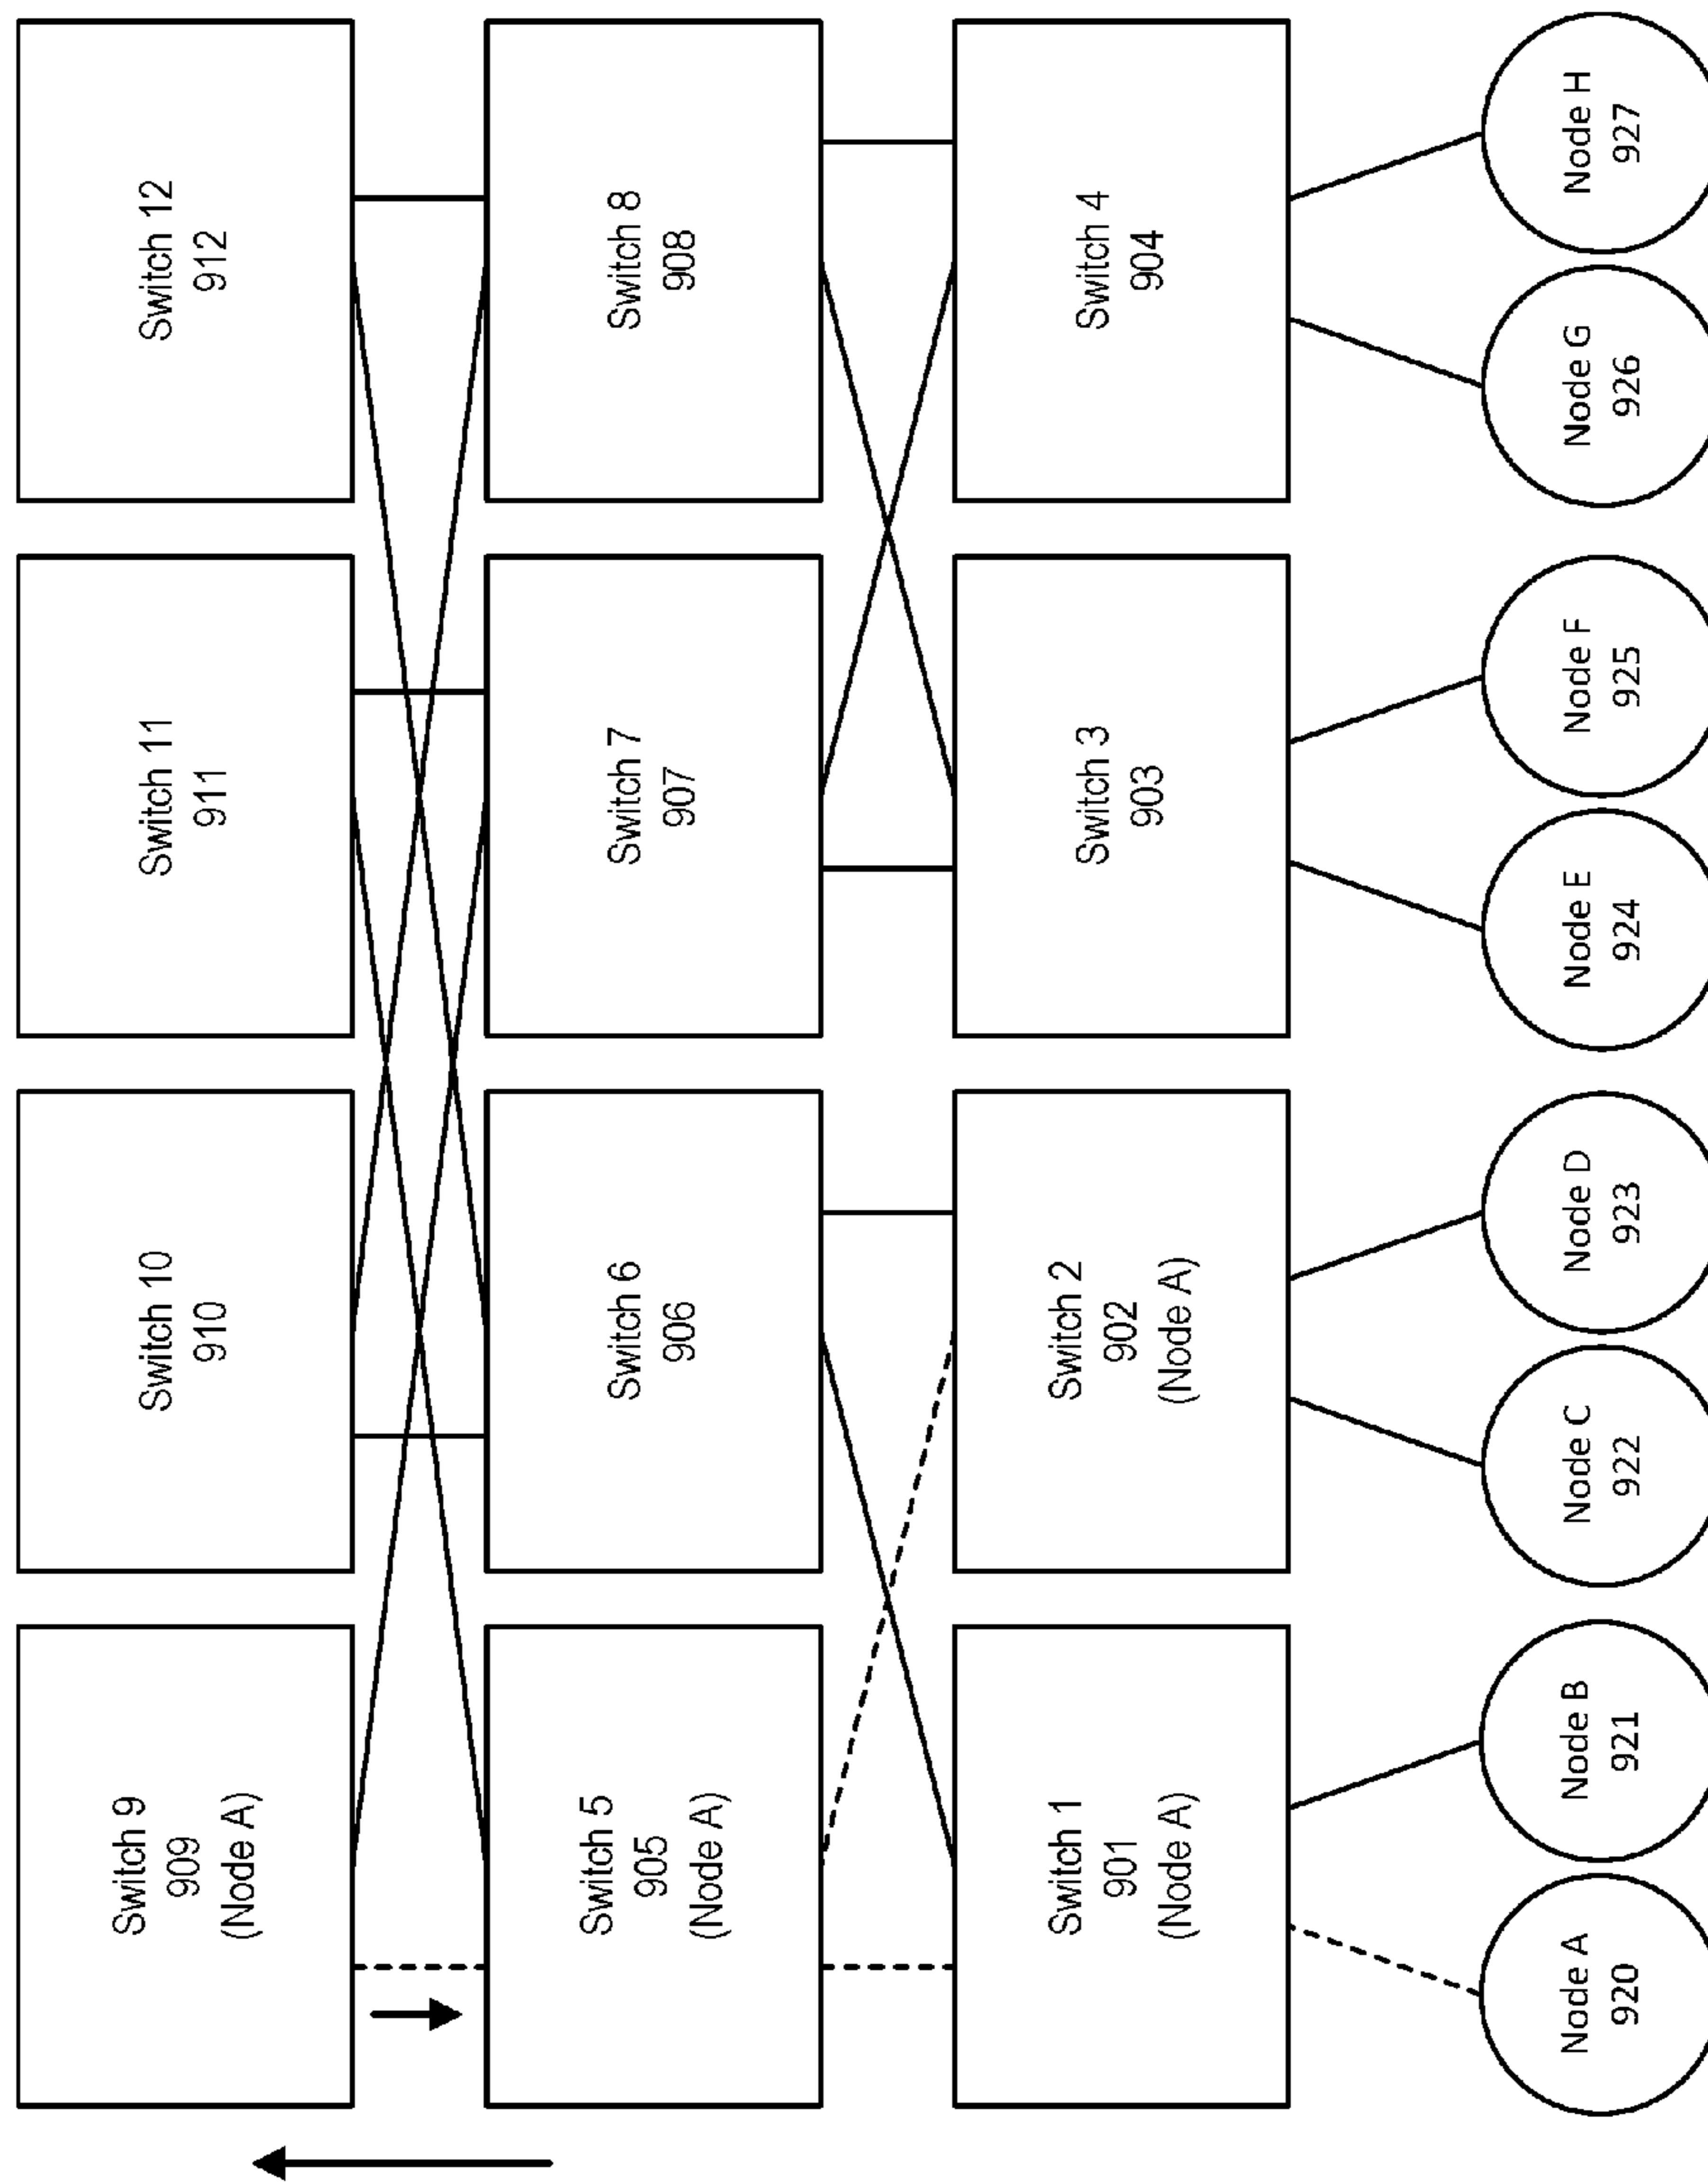 Switch 9
909
(Node A)
Switch 10
910
Switch 11
911
Switch 12
912
Switch 5
905
(Node A)
Switch 6
906
Switch 7
907
Switch 8
908
Switch 1
901
(Node A)
Switch 2
902
(Node A)
Switch 3
903
Switch 4
904
Node A
920
Node B
921
Node C
922
Node D
923
Node E
924
Node F
925
Node G
926
Node H
927